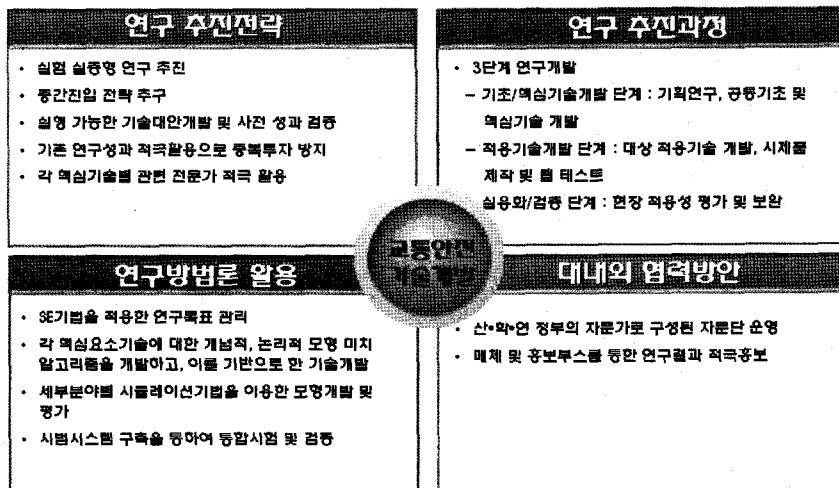 연구 추진전략
• 실험 실증형 연구 추진
• 중간진입 전략 추구
• 실행 가능한 기술대안개발 및 사전 성과 검증
• 기존 연구성과 적극활용으로 중복투자 방지
• 각 핵심기술별 관련 전문가 적극 활용
연구 추진과정
• 3단계 연구개발
– 기초/핵심기술개발 단계 : 기획연구, 공통기초 및
핵심기술 개발
– 적용기술개발 단계 : 대상 적용기술 개발, 시제품
제작 및 랩 테스트
실용화/검증 단계 : 현장 적용성 평가 및 보완
교통안전
기술개발
연구방법론 활용
• SE기법을 적용한 연구목표 관리
• 각 핵심요소기술에 대한 개념적, 논리적 모형 미치
알고리즘을 개발하고, 이를 기반으로 한 기술개발
• 세부분야별 시뮬레이션기법을 이용한 모형개발 및
평가
• 시범시스템 구축을 통하여 통합시험 및 검증
대내외 협력방안
• 산•학•연 정부의 자문가로 구성된 자문단 운영
• 매체 및 홍보부스를 통한 연구결과 적극홍보